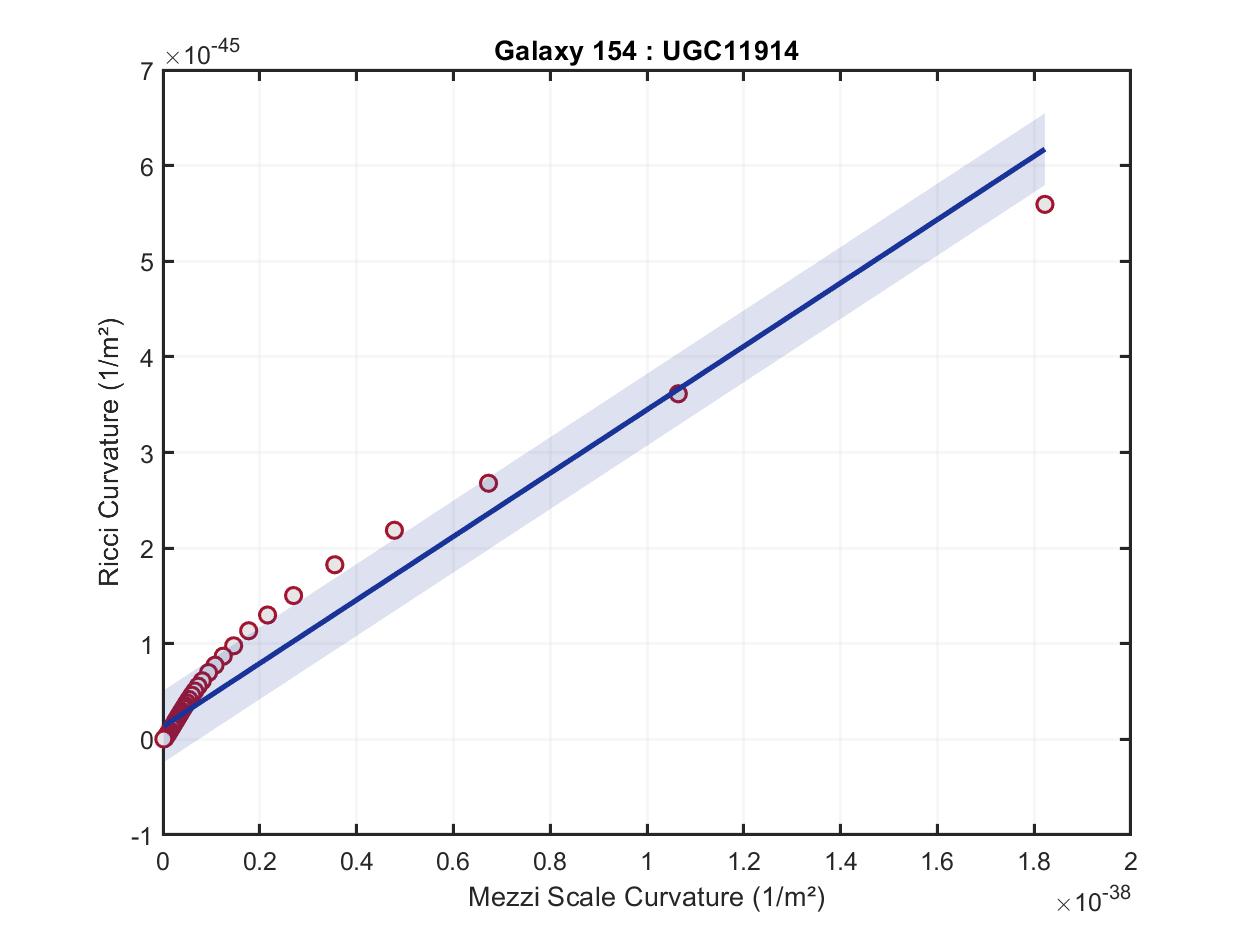 Galaxy 154 : UGC11914
×10⁻⁴⁵
7
6
5
4
3
2
1
0
-1
Ricci Curvature (1/m²)
0 0.2 0.4 0.6 0.8 1 1.2 1.4 1.6 1.8 2
Mezzi Scale Curvature (1/m²)
×10⁻³⁸